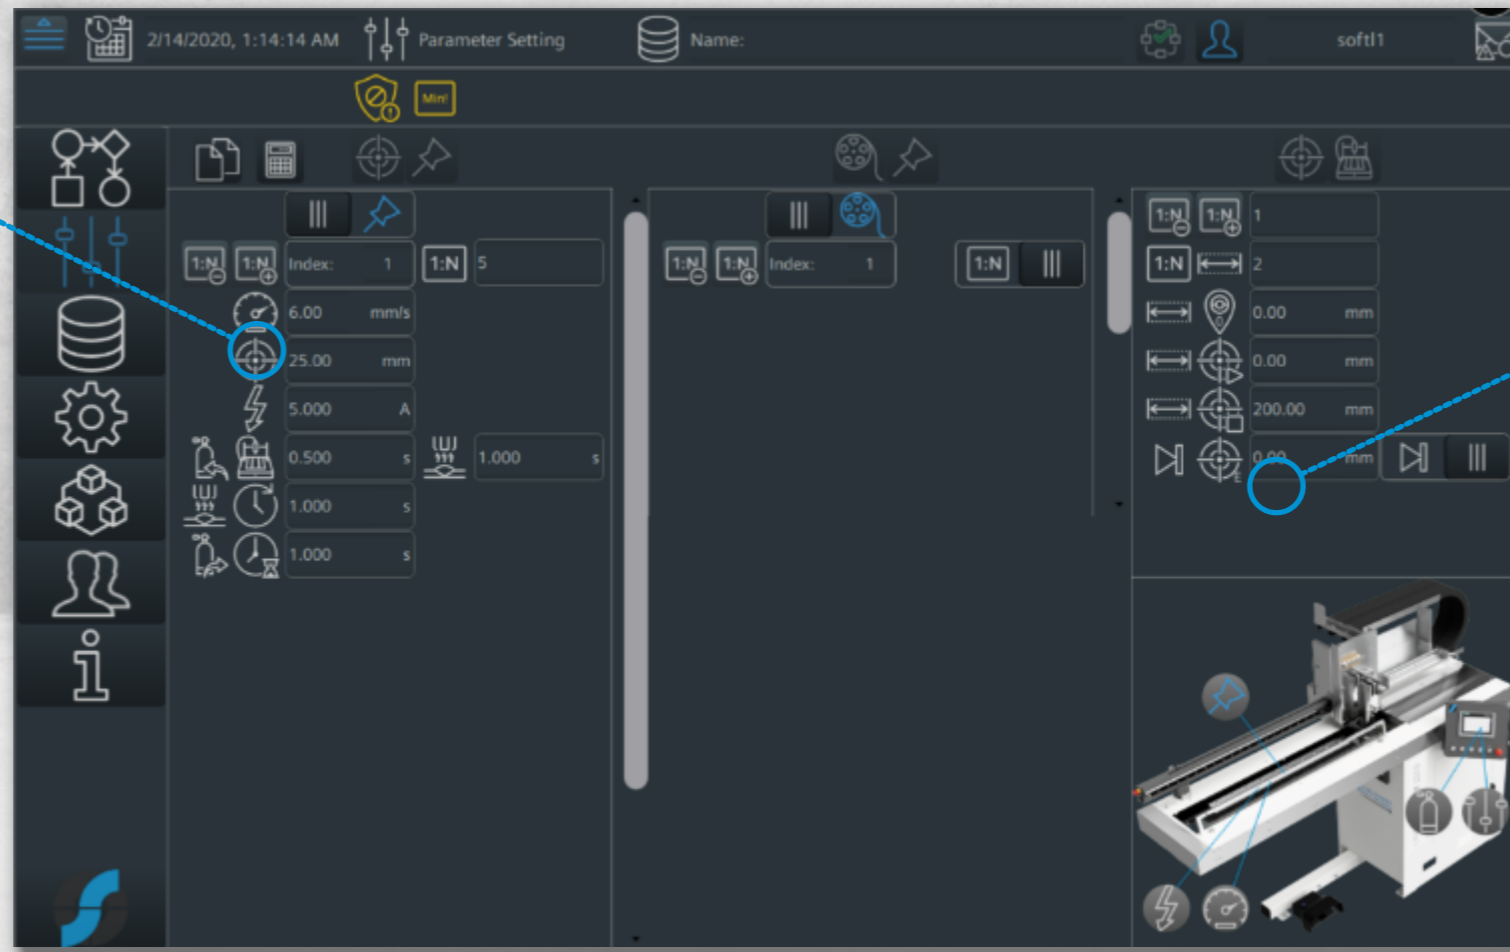 2/14/2020, 1:14:14 AM Parameter Setting Name: softl1
Min!
1:N 1:N 1
1:N 1:N Index: 1 1:N 5 1:N 1:N Index: 1 1:N 1:N 2
6.00 mm/s 0.00 mm
25.00 mm 0.00 mm
5.000 A 200.00 mm
0.500 s 1.000 s 0.00 mm
1.000 s
1.000 s